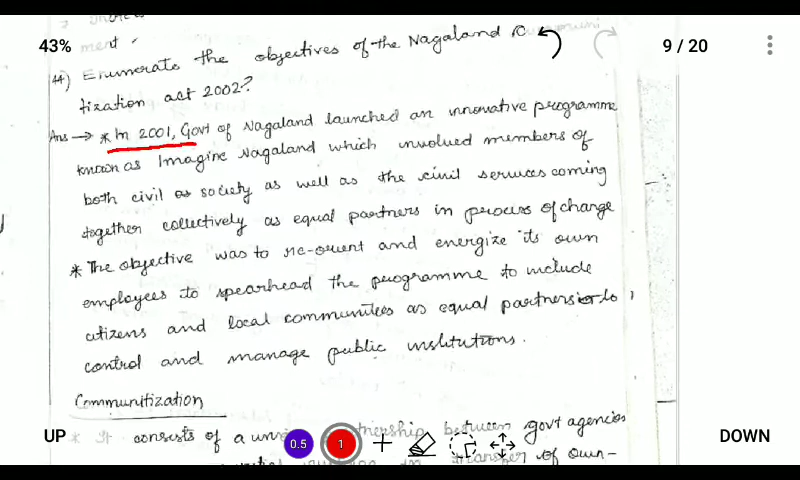 43%
9 / 20
ment
44) Enumerate the objectives of the Nagaland
tization act 2002?
Ans → * In 2001, Govt of Nagaland launched an innovative programme
known as Imagine Nagaland which involved members of
both civil society as well as the civil services coming
together collectively as equal partners in process of change
* The objective was to re-orient and energize its own
employees to spearhead the programme to include
citizens and local communities as equal partners to
control and manage public institutions.
Communitization
* It consists of a between govt agencies
of own-
UP
0.5
1
DOWN